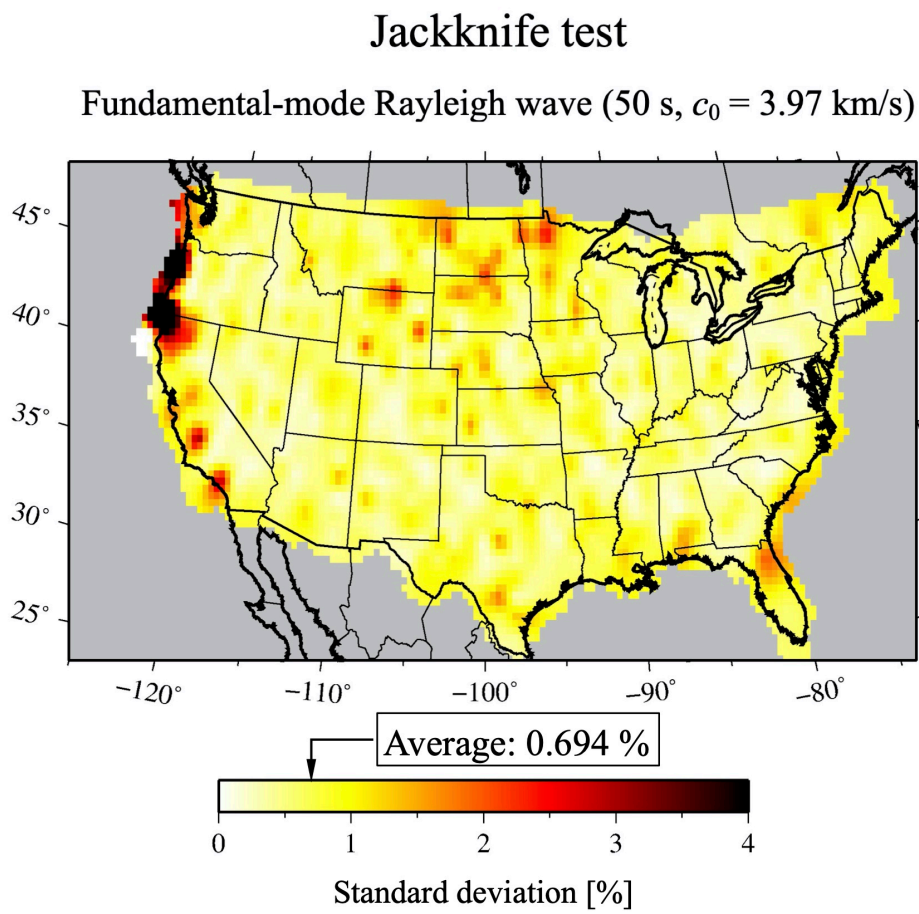 Jackknife test
Fundamental-mode Rayleigh wave (50 s, c₀ = 3.97 km/s)
45°
40°
35°
30°
25°
−120° −110° −100° −90° −80°
Average: 0.694 %
0 1 2 3 4
Standard deviation [%]